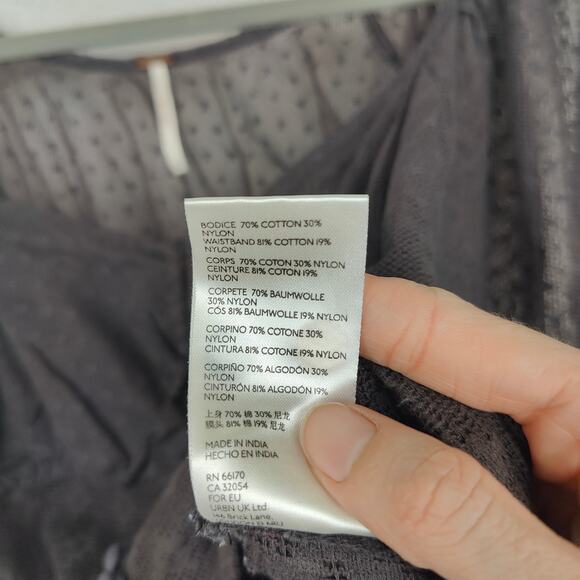 BODICE 70% COTTON 30%
NYLON
WAISTBAND 81% COTTON 19%
NYLON
CORPS 70% COTON 30% NYLON
CEINTURE 81% COTON 19%
NYLON
CORPETE 70% BAUMWOLLE
30% NYLON
CÓS 81% BAUMWOLLE 19% NYLON
CORPINO 70% COTONE 30%
NYLON
CINTURA 81% COTONE 19% NYLON
CORPIÑO 70% ALGODÓN 30%
NYLON
CINTURÓN 81% ALGODÓN 19%
NYLON
上身 70% 棉 30% 尼龙
81% 棉 19% 尼龙
MADE IN INDIA
HECHO EN INDIA
RN 66170
CA 32054
FOR EU
URBN UK Ltd.
Brick Lane,